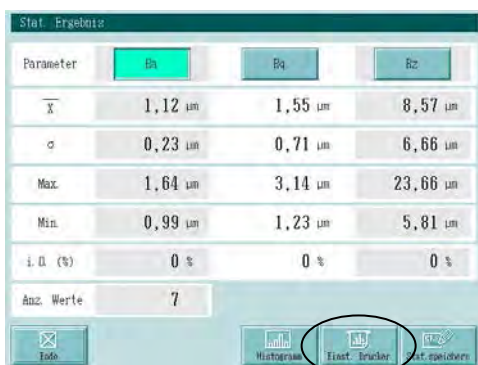 Stat. Ergebnis
Parameter Ra Rq Rz
X 1,12 µm 1,55 µm 8,57 µm
σ 0,23 µm 0,71 µm 6,66 µm
Max. 1,64 µm 3,14 µm 23,66 µm
Min. 0,99 µm 1,23 µm 5,81 µm
i.O. (%) 0 % 0 % 0 %
Anz. Werte 7
Ende Histogramm Einst. Drucker Stat.speichern